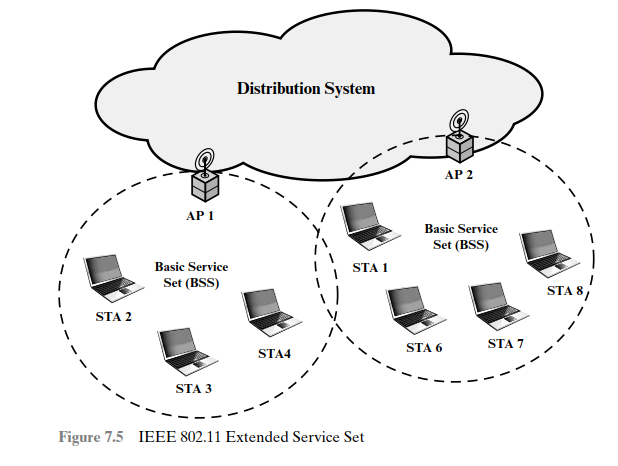 Distribution System
AP 2
AP 1
Basic Service
Set (BSS)
STA 1
Basic Service
Set (BSS)
STA 8
STA 2
STA 6
STA 7
STA4
STA 3
Figure 7.5 IEEE 802.11 Extended Service Set